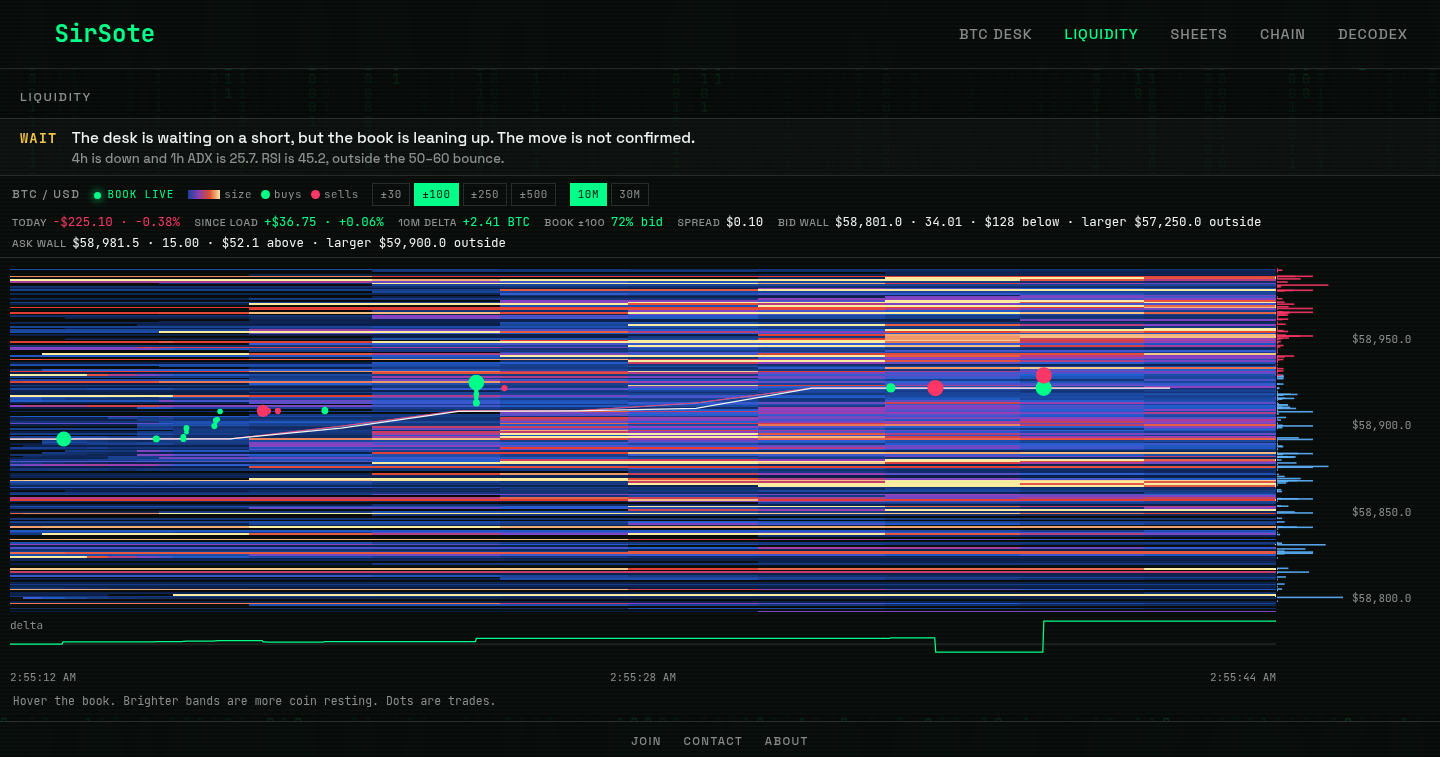 SirSote
BTC DESK LIQUIDITY SHEETS CHAIN DECODEX
LIQUIDITY
WAIT The desk is waiting on a short, but the book is leaning up. The move is not confirmed.
4h is down and 1h ADX is 25.7. RSI is 45.2, outside the 50–60 bounce.
BTC / USD BOOK LIVE size buys sells ±30 ±100 ±250 ±500 10M 30M
TODAY -$225.10 · -0.38% SINCE LOAD +$36.75 · +0.06% 10M DELTA +2.41 BTC BOOK ±100 72% bid SPREAD $0.10 BID WALL $58,801.0 · 34.01 · $128 below · larger $57,250.0 outside
ASK WALL $58,981.5 · 15.00 · $52.1 above · larger $59,900.0 outside
$58,950.0
$58,900.0
$58,850.0
$58,800.0
delta
2:55:12 AM 2:55:28 AM 2:55:44 AM
Hover the book. Brighter bands are more coin resting. Dots are trades.
JOIN CONTACT ABOUT